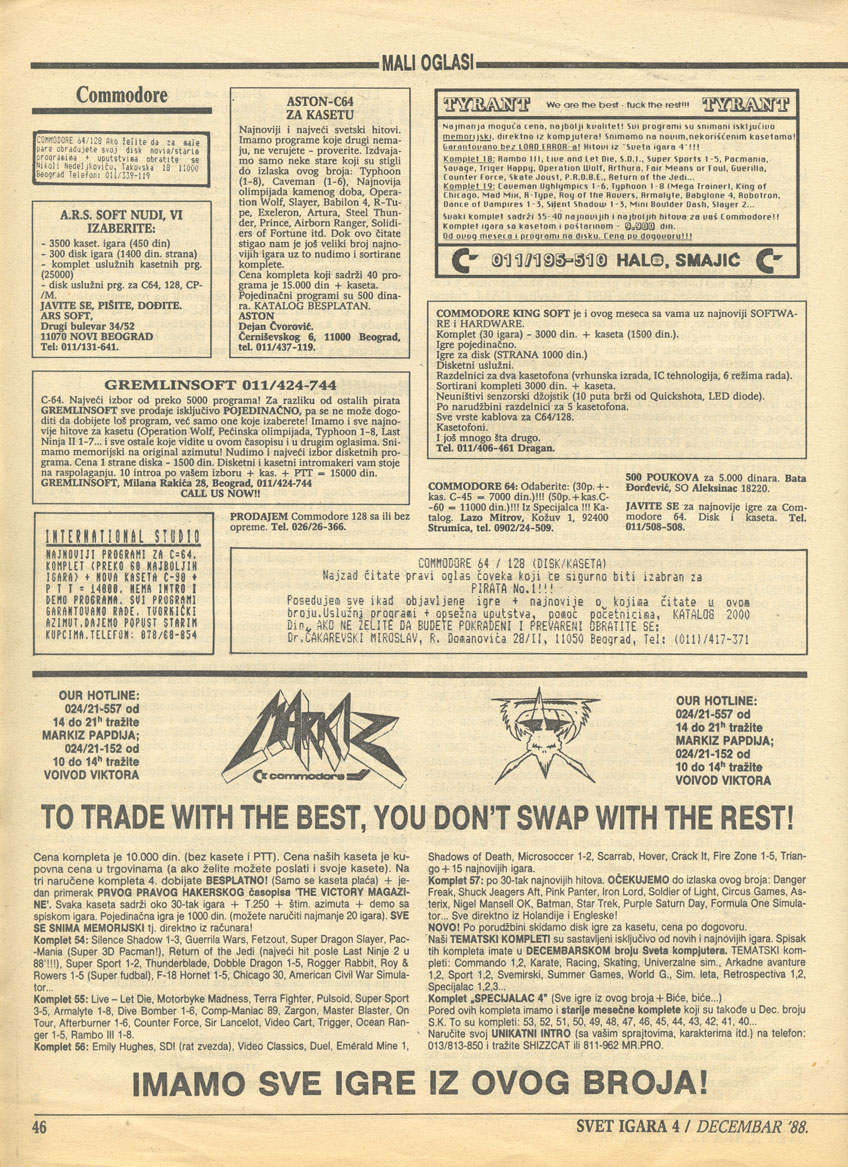 MALI OGLASI
Commodore
COMMODORE 64/128 Ako želite da za male
pare obradujete svoj disk novim/starim
programima + uputstvima obratite se
Nikoli Nedeljkoviću, Takovska 18 11000
Beograd Telefon: 011/339-119
A.R.S. SOFT NUDI, VI
IZABERITE:
- 3500 kaset. igara (450 din)
- 300 disk igara (1400 din. strana)
- komplet uslužnih kasetnih prg.
(25000)
- disk uslužni prg. za C64, 128, CP-
/M.
JAVITE SE, PIŠITE, DOĐITE.
ARS SOFT,
Drugi bulevar 34/52
11070 NOVI BEOGRAD
Tel: 011/131-641.
ASTON-C64
ZA KASETU
Najnoviji i najveći svetski hitovi.
Imamo programe koje drugi nema-
ju, ne verujete - proverite. Izdvaja-
mo samo neke stare koji su stigli
do izlaska ovog broja: Typhoon
(1-8), Caveman (1-6), Najnovija
olimpijada kamenog doba, Opera-
tion Wolf, Slayer, Babilon 4, R-Tu-
pe, Exeleron, Artura, Steel Thun-
der, Prince, Airborn Ranger, Solidi-
ers of Fortune itd. Dok ovo čitate
stigao nam je još veliki broj najno-
vijih igara uz to nudimo i sortirane
komplete.
Cena kompleta koji sadrži 40 pro-
grama je 15.000 din + kaseta.
Pojedinačni programi su 500 dina-
ra. KATALOG BESPLATAN.
ASTON
Dejan Čvorović.
Černiševskog 6, 11000 Beograd,
tel. 011/437-119.
TYRANT We are the best - fuck the rest!!! TYRANT
Najmanja moguća cena, najbolji kvalitet! Svi programi su snimani isključivo
memorijski, direktno iz kompjutera! Snimamo na novim,nekorišćenim kasetama!
Garantovano bez LOAD ERROR-a! Hitovi iz "Sveta igara 4"!!!
Komplet 18: Rambo III, Live and Let Die, S.D.I., Super Sports 1-5, Pacmania,
Savage, Triger Happy, Operation Wolf, Arthura, Fair Means or Foul, Guerilla,
Counter Force, Skate Joust, P.R.O.B.E., Return of the Jedi...
Komplet 19: Caveman Ughlympics 1-6, Typhoon 1-8 (Mega Trainer), King of
Chicago, Mad Mix, R-Type, Roy of the Rovers, Armalyte, Babylone 4, Robotron,
Dance of Vampires 1-3, Silent Shadow 1-3, Mini Boulder Dash, Slayer 2...
Svaki komplet sadrži 35-40 najnovijih i najboljih hitova za vaš Commodore!!
Komplet igara sa kasetom i poštarinom - 9.900 din.
Od ovog meseca i programi na disku. Cena po dogovoru!!!
011/195-510 HALO, SMAJIĆ
COMMODORE KING SOFT je i ovog meseca sa vama uz najnoviji SOFTWA-
RE i HARDWARE.
Komplet (30 igara) - 3000 din. + kaseta (1500 din.).
Igre pojedinačno.
Igre za disk (STRANA 1000 din.)
Disketni uslužni.
Razdelnici za dva kasetofona (vrhunska izrada, IC tehnologija, 6 režima rada).
Sortirani kompleti 3000 din. + kaseta.
Neuništivi senzorski džojstik (10 puta brži od Quickshota, LED diode).
Po narudžbini razdelnici za 5 kasetofona.
Sve vrste kablova za C64/128.
Kasetofoni.
I još mnogo šta drugo.
Tel. 011/406-461 Dragan.
GREMLINSOFT 011/424-744
C-64. Najveći izbor od preko 5000 programa! Za razliku od ostalih pirata
GREMLINSOFT sve prodaje isključivo POJEDINAČNO, pa se ne može dogo-
diti da dobijete loš program, već samo one koje izaberete! Imamo i sve najno-
vije hitove za kasetu (Operation Wolf, Pećinska olimpijada, Typhoon 1-8, Last
Ninja II 1-7... i sve ostale koje vidite u ovom časopisu i u drugim oglasima. Sni-
mamo memorijski na original azimutu! Nudimo i najveći izbor disketnih pro-
grama. Cena 1 strane diska - 1500 din. Disketni i kasetni intromakeri vam stoje
na raspolaganju. 10 introa po vašem izboru + kas. + PTT = 15000 din.
GREMLINSOFT, Milana Rakića 28, Beograd, 011/424-744
CALL US NOW!!
COMMODORE 64: Odaberite: (30p.+-
kas. C-45 = 7000 din.)!!! (50p.+kas.C-
-60 = 11000 din.)!!! Iz Specijalca !!! Ka-
talog. Lazo Mitrov, Kožuv 1, 92400
Strumica, tel. 0902/24-509.
500 POUKOVA za 5.000 dinara. Bata
Đorđević, SO Aleksinac 18220.
JAVITE SE za najnovije igre za Com-
modore 64. Disk i kaseta. Tel.
011/508-508.
PRODAJEM Commodore 128 sa ili bez
opreme. Tel. 026/26-366.
INTERNATIONAL STUDIO
NAJNOVIJI PROGRAMI ZA C=64.
KOMPLET (PREKO 60 NAJBOLJIH
IGARA) + NOVA KASETA C-90 +
P T T = 14000. NEMA INTRO I
DEMO PROGRAMA. SVI PROGRAMI
GARANTOVANO RADE. TVORNIČKI
AZIMUT.DAJEMO POPUST STARIM
KUPCIMA.TELEFON: 078/68-854
COMMODORE 64 / 128 (DISK/KASETA)
Najzad čitate pravi oglas čoveka koji će sigurno biti izabran za
PIRATA No.1!!!
Posedujem sve ikad objavljene igre + najnovije o kojima čitate u ovom
broju.Uslužni programi + opsežna uputstva, pomoć početnicima, KATALOG 2000
Din. AKO NE ŽELITE DA BUDETE POKRADENI I PREVARENI OBRATITE SE:
Dr.ČAKAREVSKI MIROSLAV, R. Domanovića 28/II, 11050 Beograd, Tel: (011)/417-371
OUR HOTLINE:
024/21-557 od
14 do 21h tražite
MARKIZ PAPDIJA;
024/21-152 od
10 do 14h tražite
VOIVOD VIKTORA
MARKIZ
commodore
OUR HOTLINE:
024/21-557 od
14 do 21h tražite
MARKIZ PAPDIJA;
024/21-152 od
10 do 14h tražite
VOIVOD VIKTORA
TO TRADE WITH THE BEST, YOU DON'T SWAP WITH THE REST!
Cena kompleta je 10.000 din. (bez kasete i PTT). Cena naših kaseta je ku-
povna cena u trgovinama (a ako želite možete poslati i svoje kasete). Na
tri naručene kompleta 4. dobijate BESPLATNO! (Samo se kaseta plaća) + je-
dan primerak PRVOG PRAVOG HAKERSKOG časopisa 'THE VICTORY MAGAZI-
NE'. Svaka kaseta sadrži oko 30-tak igara + T.250 + štim. azimuta + demo sa
spiskom igara. Pojedinačna igra je 1000 din. (možete naručiti najmanje 20 igara). SVE
SE SNIMA MEMORIJSKI tj. direktno iz računara!
Komplet 54: Silence Shadow 1-3, Guerrila Wars, Fetzout, Super Dragon Slayer, Pac-
-Mania (Super 3D Pacman!), Return of the Jedi (najveći hit posle Last Ninje 2 u
88'!!!), Super Sport 1-2, Thunderblade, Dobble Dragon 1-5, Rogger Rabbit, Roy &
Rowers 1-5 (Super fudbal), F-18 Hornet 1-5, Chicago 30, American Civil War Simula-
tor...
Komplet 55: Live – Let Die, Motorbyke Madness, Terra Fighter, Pulsoid, Super Sport
3-5, Armalyte 1-8, Dive Bomber 1-6, Comp-Maniac 89, Zargon, Master Blaster, On
Tour, Afterburner 1-6, Counter Force, Sir Lancelot, Video Cart, Trigger, Ocean Ran-
ger 1-5, Rambo III 1-8.
Komplet 56: Emily Hughes, SDI (rat zvezda), Video Classics, Duel, Emérald Mine 1,
Shadows of Death, Microsoccer 1-2, Scarrab, Hover, Crack It, Fire Zone 1-5, Trian-
go+15 najnovijih igara.
Komplet 57: po 30-tak najnovijih hitova. OČEKUJEMO do izlaska ovog broja: Danger
Freak, Shuck Jeagers Aft, Pink Panter, Iron Lord, Soldier of Light, Circus Games, As-
terix, Nigel Mansell OK, Batman, Star Trek, Purple Saturn Day, Formula One Simula-
tor... Sve direktno iz Holandije i Engleske!
NOVO! Po porudžbini skidamo disk igre za kasetu, cena po dogovoru.
Naši TEMATSKI KOMPLETI su sastavljeni isključivo od novih i najnovijih igara. Spisak
tih kompleta imate u DECEMBARSKOM broju Sveta kompjutera. TEMATSKI kom-
pleti: Commando 1,2, Karate, Racing, Skating, Univerzalne sim., Arkadne avanture
1,2, Sport 1,2, Svemirski, Summer Games, World G., Sim. leta, Retrospectiva 1,2,
Specijalac 1,2,3...
Komplet „SPECIJALAC 4" (Sve igre iz ovog broja+Biće, biće...)
Pored ovih kompleta imamo i starije mesečne komplete koji su takođe u Dec. broju
S.K. To su kompleti: 53, 52, 51, 50, 49, 48, 47, 46, 45, 44, 43, 42, 41, 40...
Naručite svoj UNIKATNI INTRO (sa vašim sprajtovima, karakterima itd.) na telefon:
013/813-850 i tražite SHIZZCAT ili 811-962 MR.PRO.
IMAMO SVE IGRE IZ OVOG BROJA!
46
SVET IGARA 4 / DECEMBAR '88.